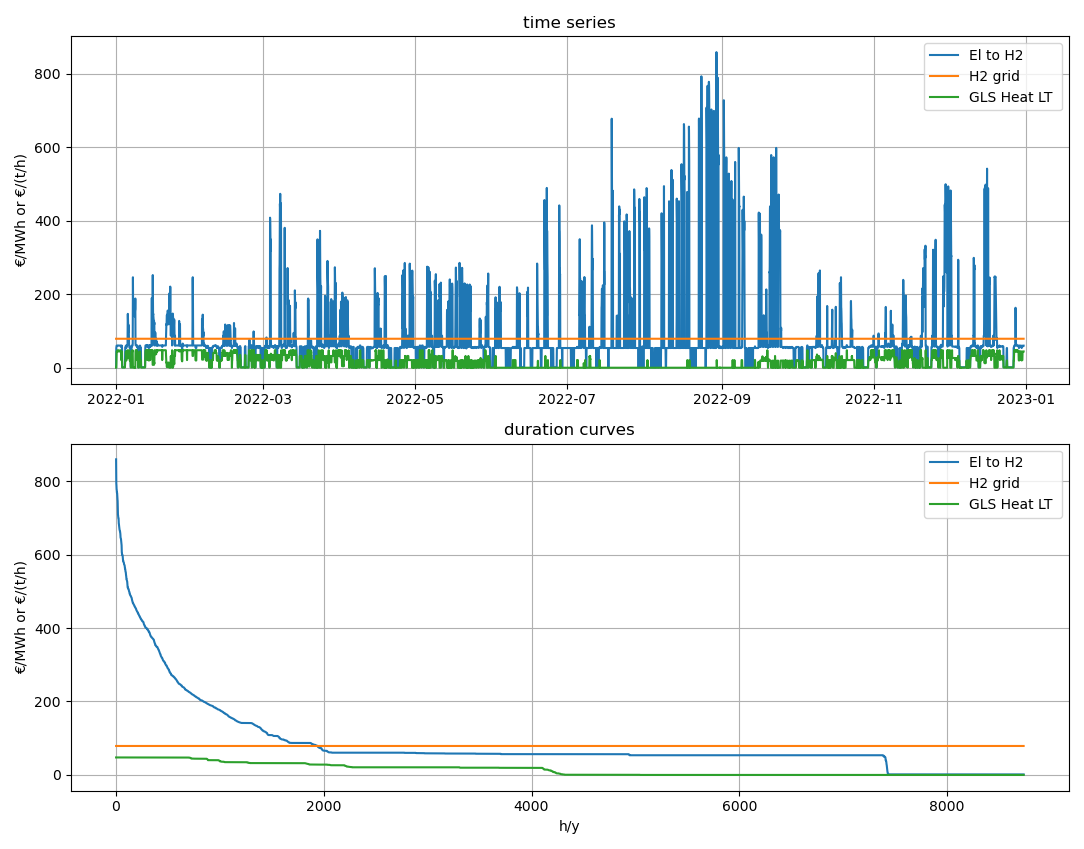 time series
€/MWh or €/(t/h)
800
600
400
200
0
El to H2
H2 grid
GLS Heat LT
2022-01
2022-03
2022-05
2022-07
2022-09
2022-11
2023-01
duration curves
€/MWh or €/(t/h)
800
600
400
200
0
El to H2
H2 grid
GLS Heat LT
0
2000
4000
6000
8000
h/y